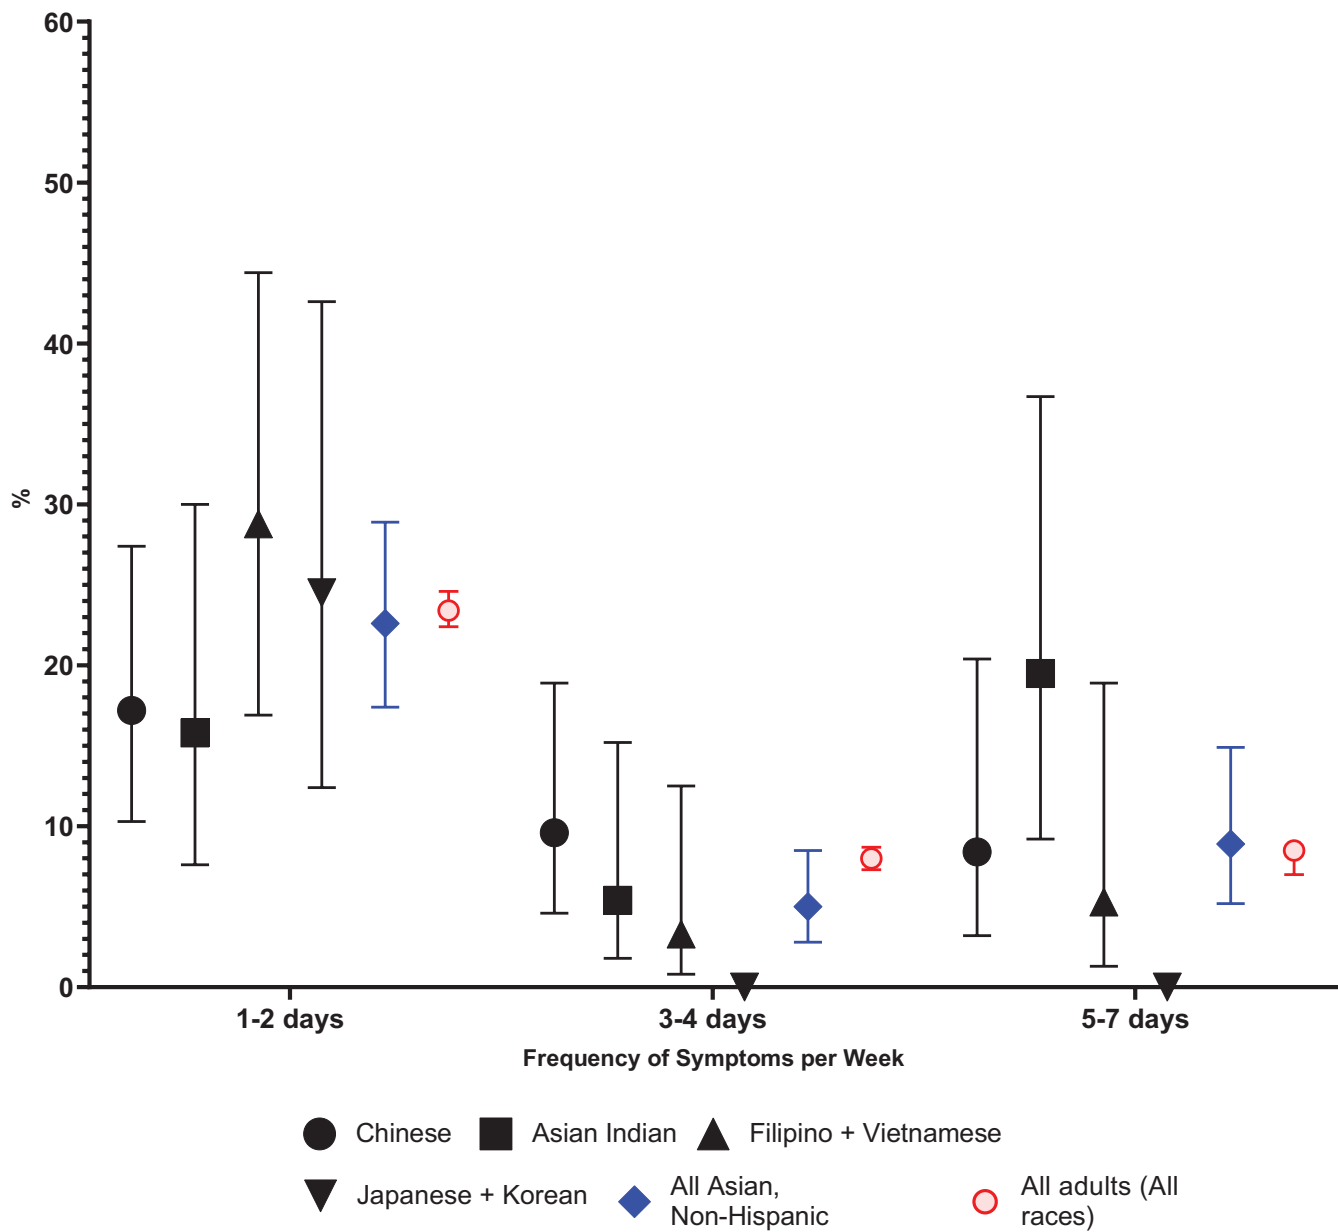 60
50
40
30
20
10
0
%
1-2 days 3-4 days 5-7 days
Frequency of Symptoms per Week
Chinese Asian Indian Filipino + Vietnamese
Japanese + Korean
All Asian,
Non-Hispanic
All adults (All
races)